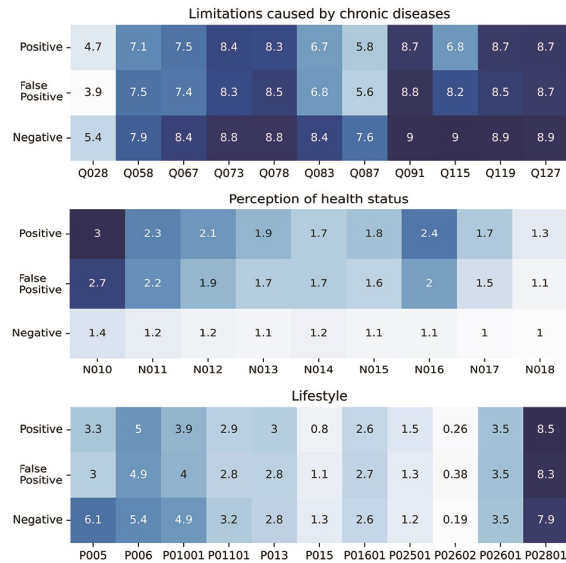 Limitations caused by chronic diseases
Positive 4.7 7.1 7.5 8.4 8.3 6.7 5.8 8.7 6.8 8.7 8.7
False Positive 3.9 7.5 7.4 8.3 8.5 6.8 5.6 8.8 8.2 8.5 8.7
Negative 5.4 7.9 8.4 8.8 8.8 8.4 7.6 9 9 8.9 8.9
Q028 Q058 Q067 Q073 Q078 Q083 Q087 Q091 Q115 Q119 Q127
Perception of health status
Positive 3 2.3 2.1 1.9 1.7 1.8 2.4 1.7 1.3
False Positive 2.7 2.2 1.9 1.7 1.7 1.6 2 1.5 1.1
Negative 1.4 1.2 1.2 1.1 1.2 1.1 1.1 1 1
N010 N011 N012 N013 N014 N015 N016 N017 N018
Lifestyle
Positive 3.3 5 3.9 2.9 3 0.8 2.6 1.5 0.26 3.5 8.5
False Positive 3 4.9 4 2.8 2.8 1.1 2.7 1.3 0.38 3.5 8.3
Negative 6.1 5.4 4.9 3.2 2.8 1.3 2.6 1.2 0.19 3.5 7.9
P005 P006 P01001 P01101 P013 P015 P01601 P02501 P02602 P02601 P02801